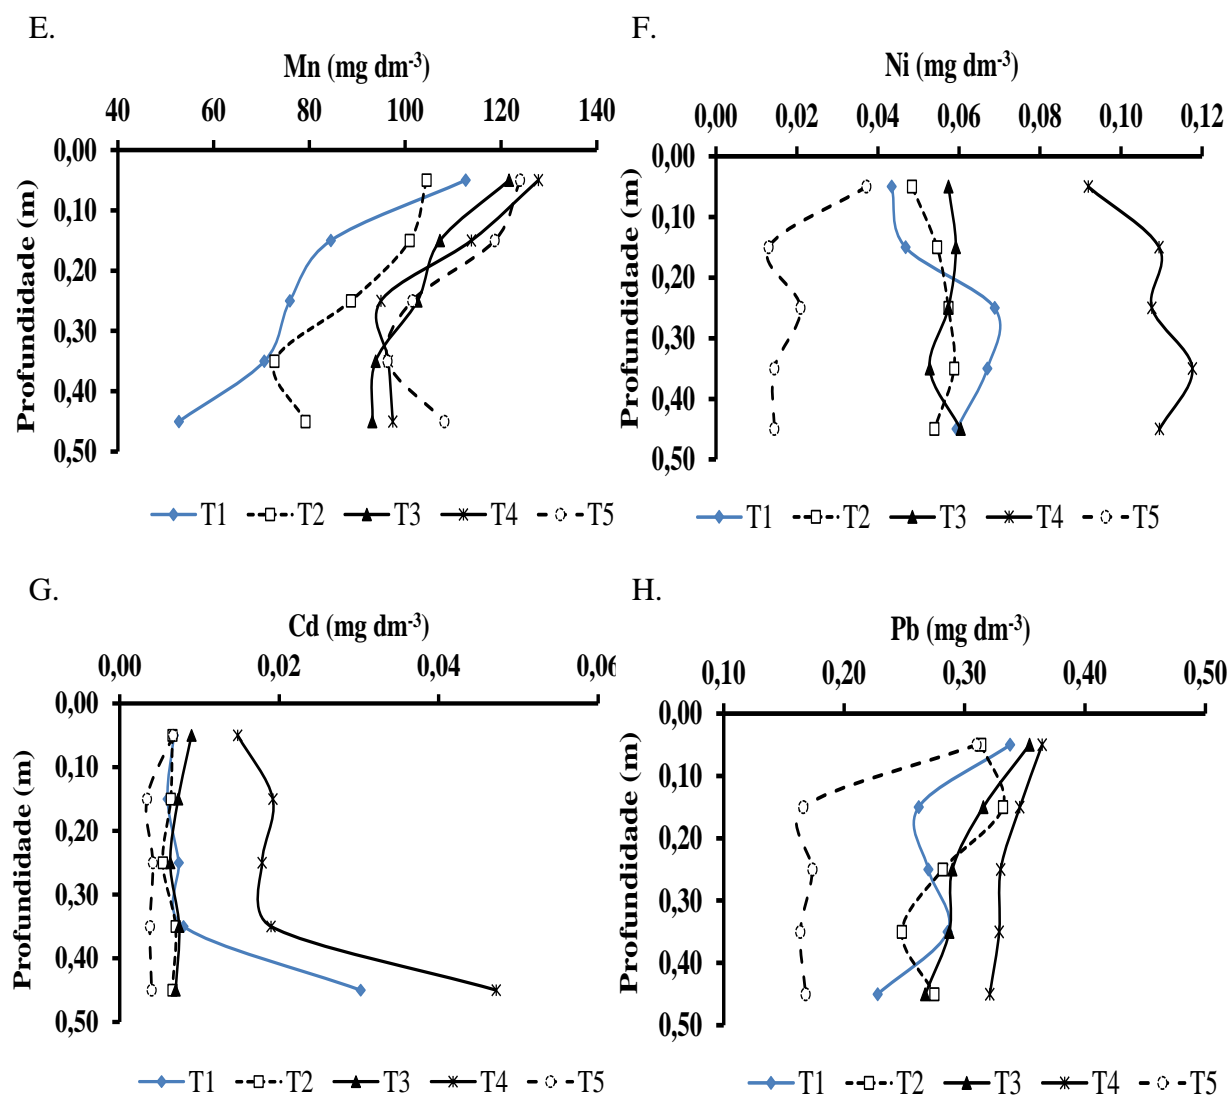 E.
Mn (mg dm-3)
40 60 80 100 120 140
0,00
0,10
0,20
0,30
0,40
0,50
Profundidade (m)
T1 T2 T3 T4 T5
F.
Ni (mg dm-3)
0,00 0,02 0,04 0,06 0,08 0,10 0,12
0,00
0,10
0,20
0,30
0,40
0,50
Profundidade (m)
T1 T2 T3 T4 T5
G.
Cd (mg dm-3)
0,00 0,02 0,04 0,06
0,00
0,10
0,20
0,30
0,40
0,50
Profundidade (m)
T1 T2 T3 T4 T5
H.
Pb (mg dm-3)
0,10 0,20 0,30 0,40 0,50
0,00
0,10
0,20
0,30
0,40
0,50
Profundidade (m)
T1 T2 T3 T4 T5